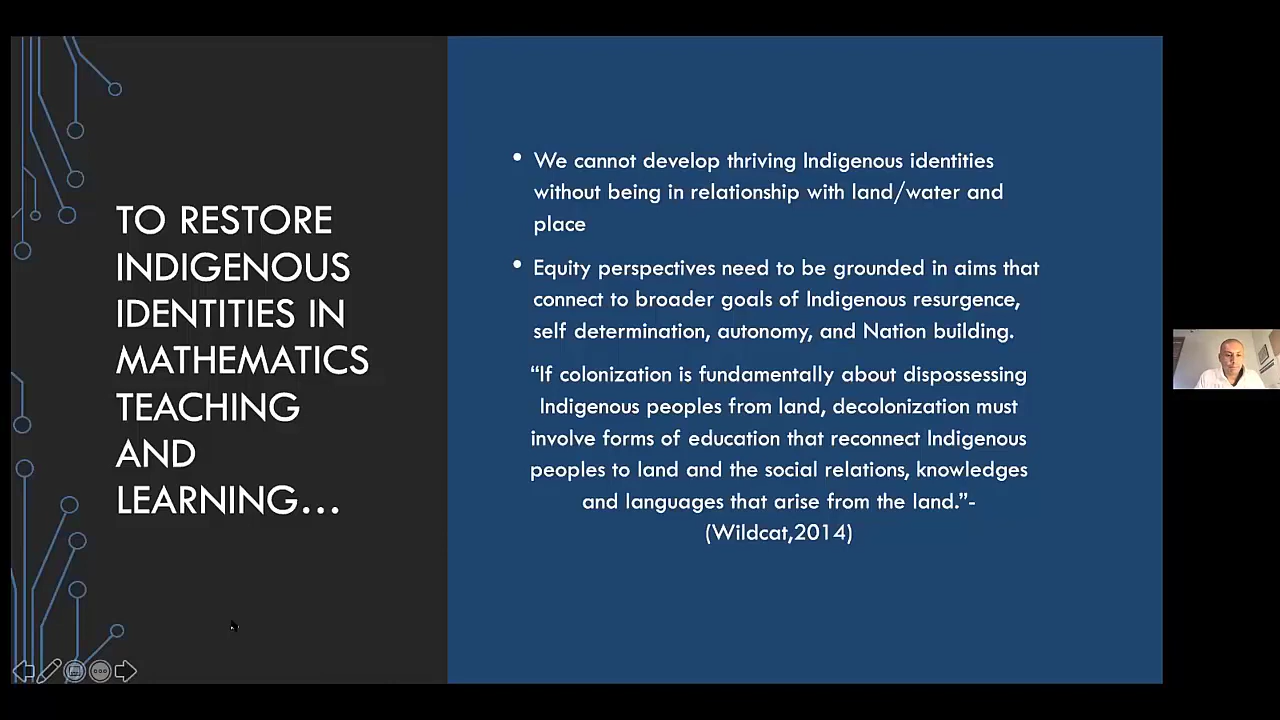 TO RESTORE
INDIGENOUS
IDENTITIES IN
MATHEMATICS
TEACHING
AND
LEARNING...
• We cannot develop thriving Indigenous identities
without being in relationship with land/water and
place
• Equity perspectives need to be grounded in aims that
connect to broader goals of Indigenous resurgence,
self determination, autonomy, and Nation building.
“If colonization is fundamentally about dispossessing
Indigenous peoples from land, decolonization must
involve forms of education that reconnect Indigenous
peoples to land and the social relations, knowledges
and languages that arise from the land.”-
(Wildcat,2014)